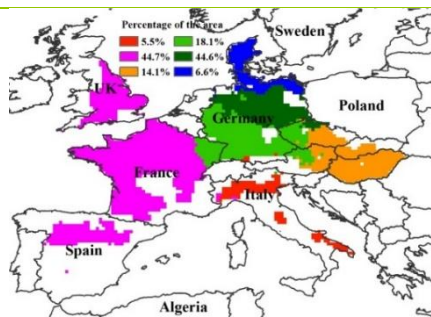 Percentage of the area
5.5% 18.1%
44.7% 44.6%
14.1% 6.6%
Sweden
UK
Poland
Germany
France
Italy
Spain
Algeria